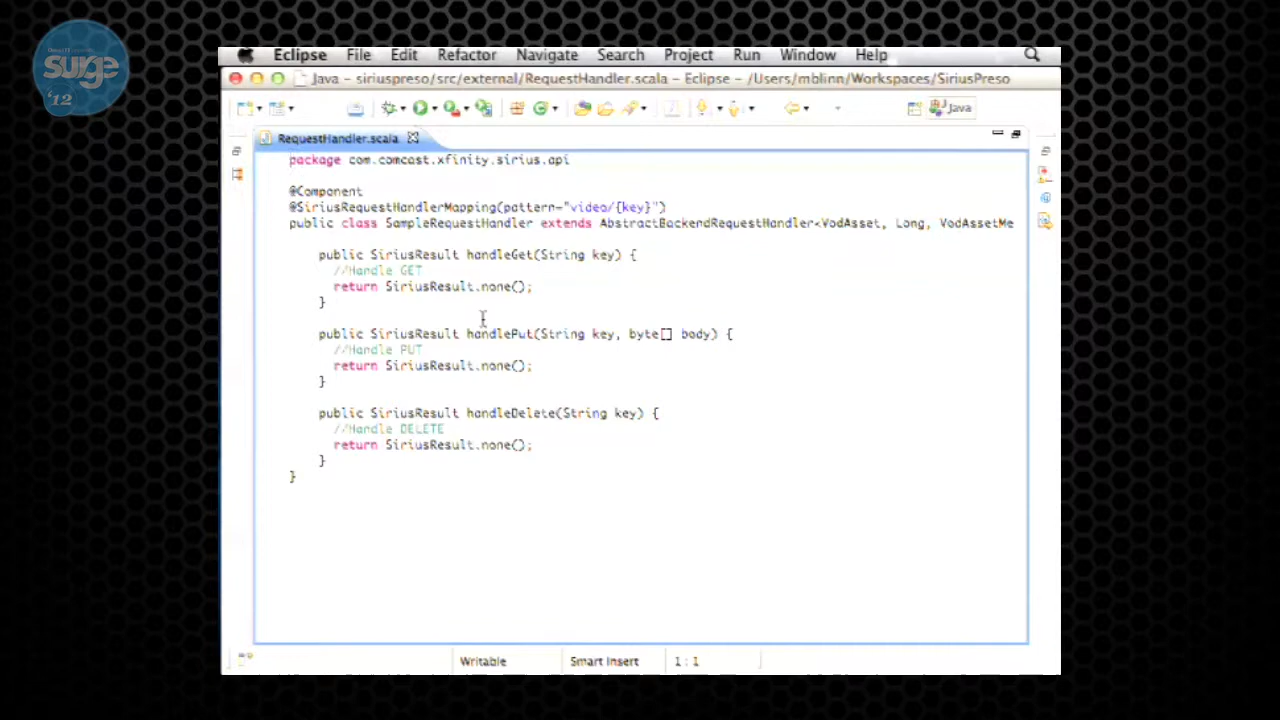 surge
'12
Eclipse File Edit Refactor Navigate Search Project Run Window Help
Java - siriuspreso/src/external/RequestHandler.scala - Eclipse - /Users/mblinn/Workspaces/SiriusPreso
Java
RequestHandler.scala
package com.comcast.xfinity.sirius.api
@Component
@SiriusRequestHandlerMapping(pattern="video/{key}")
public class SampleRequestHandler extends AbstractBackendRequestHandler<VodAsset, Long, VodAssetMe
public SiriusResult handleGet(String key) {
//Handle GET
return SiriusResult.none();
}
public SiriusResult handlePut(String key, byte[] body) {
//Handle PUT
return SiriusResult.none();
}
public SiriusResult handleDelete(String key) {
//Handle DELETE
return SiriusResult.none();
}
}
Writable Smart Insert 1 : 1